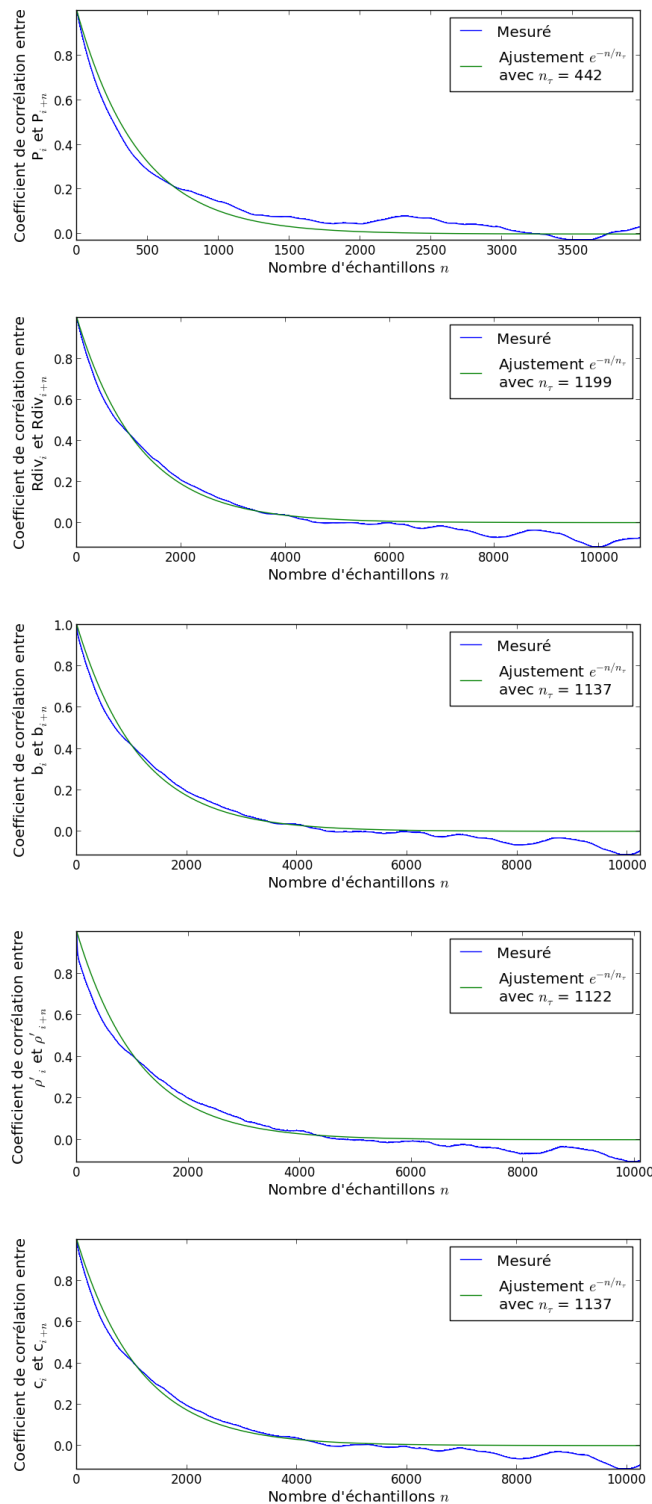 Coefficient de corrélation entre
P_i et P_{i+n}
0.8
0.6
0.4
0.2
0.0
Mesuré
Ajustement e^{-n/n_τ}
avec n_τ = 442
500 1000 1500 2000 2500 3000 3500
Nombre d'échantillons n
Coefficient de corrélation entre
Rdiv_i et Rdiv_{i+n}
0.8
0.6
0.4
0.2
0.0
Mesuré
Ajustement e^{-n/n_τ}
avec n_τ = 1199
0 2000 4000 6000 8000 10000
Nombre d'échantillons n
Coefficient de corrélation entre
b_i et b_{i+n}
1.0
0.8
0.6
0.4
0.2
0.0
Mesuré
Ajustement e^{-n/n_τ}
avec n_τ = 1137
0 2000 4000 6000 8000 10000
Nombre d'échantillons n
Coefficient de corrélation entre
ρ'_i et ρ'_{i+n}
0.8
0.6
0.4
0.2
0.0
Mesuré
Ajustement e^{-n/n_τ}
avec n_τ = 1122
0 2000 4000 6000 8000 10000
Nombre d'échantillons n
Coefficient de corrélation entre
c_i et c_{i+n}
0.8
0.6
0.4
0.2
0.0
Mesuré
Ajustement e^{-n/n_τ}
avec n_τ = 1137
0 2000 4000 6000 8000 10000
Nombre d'échantillons n